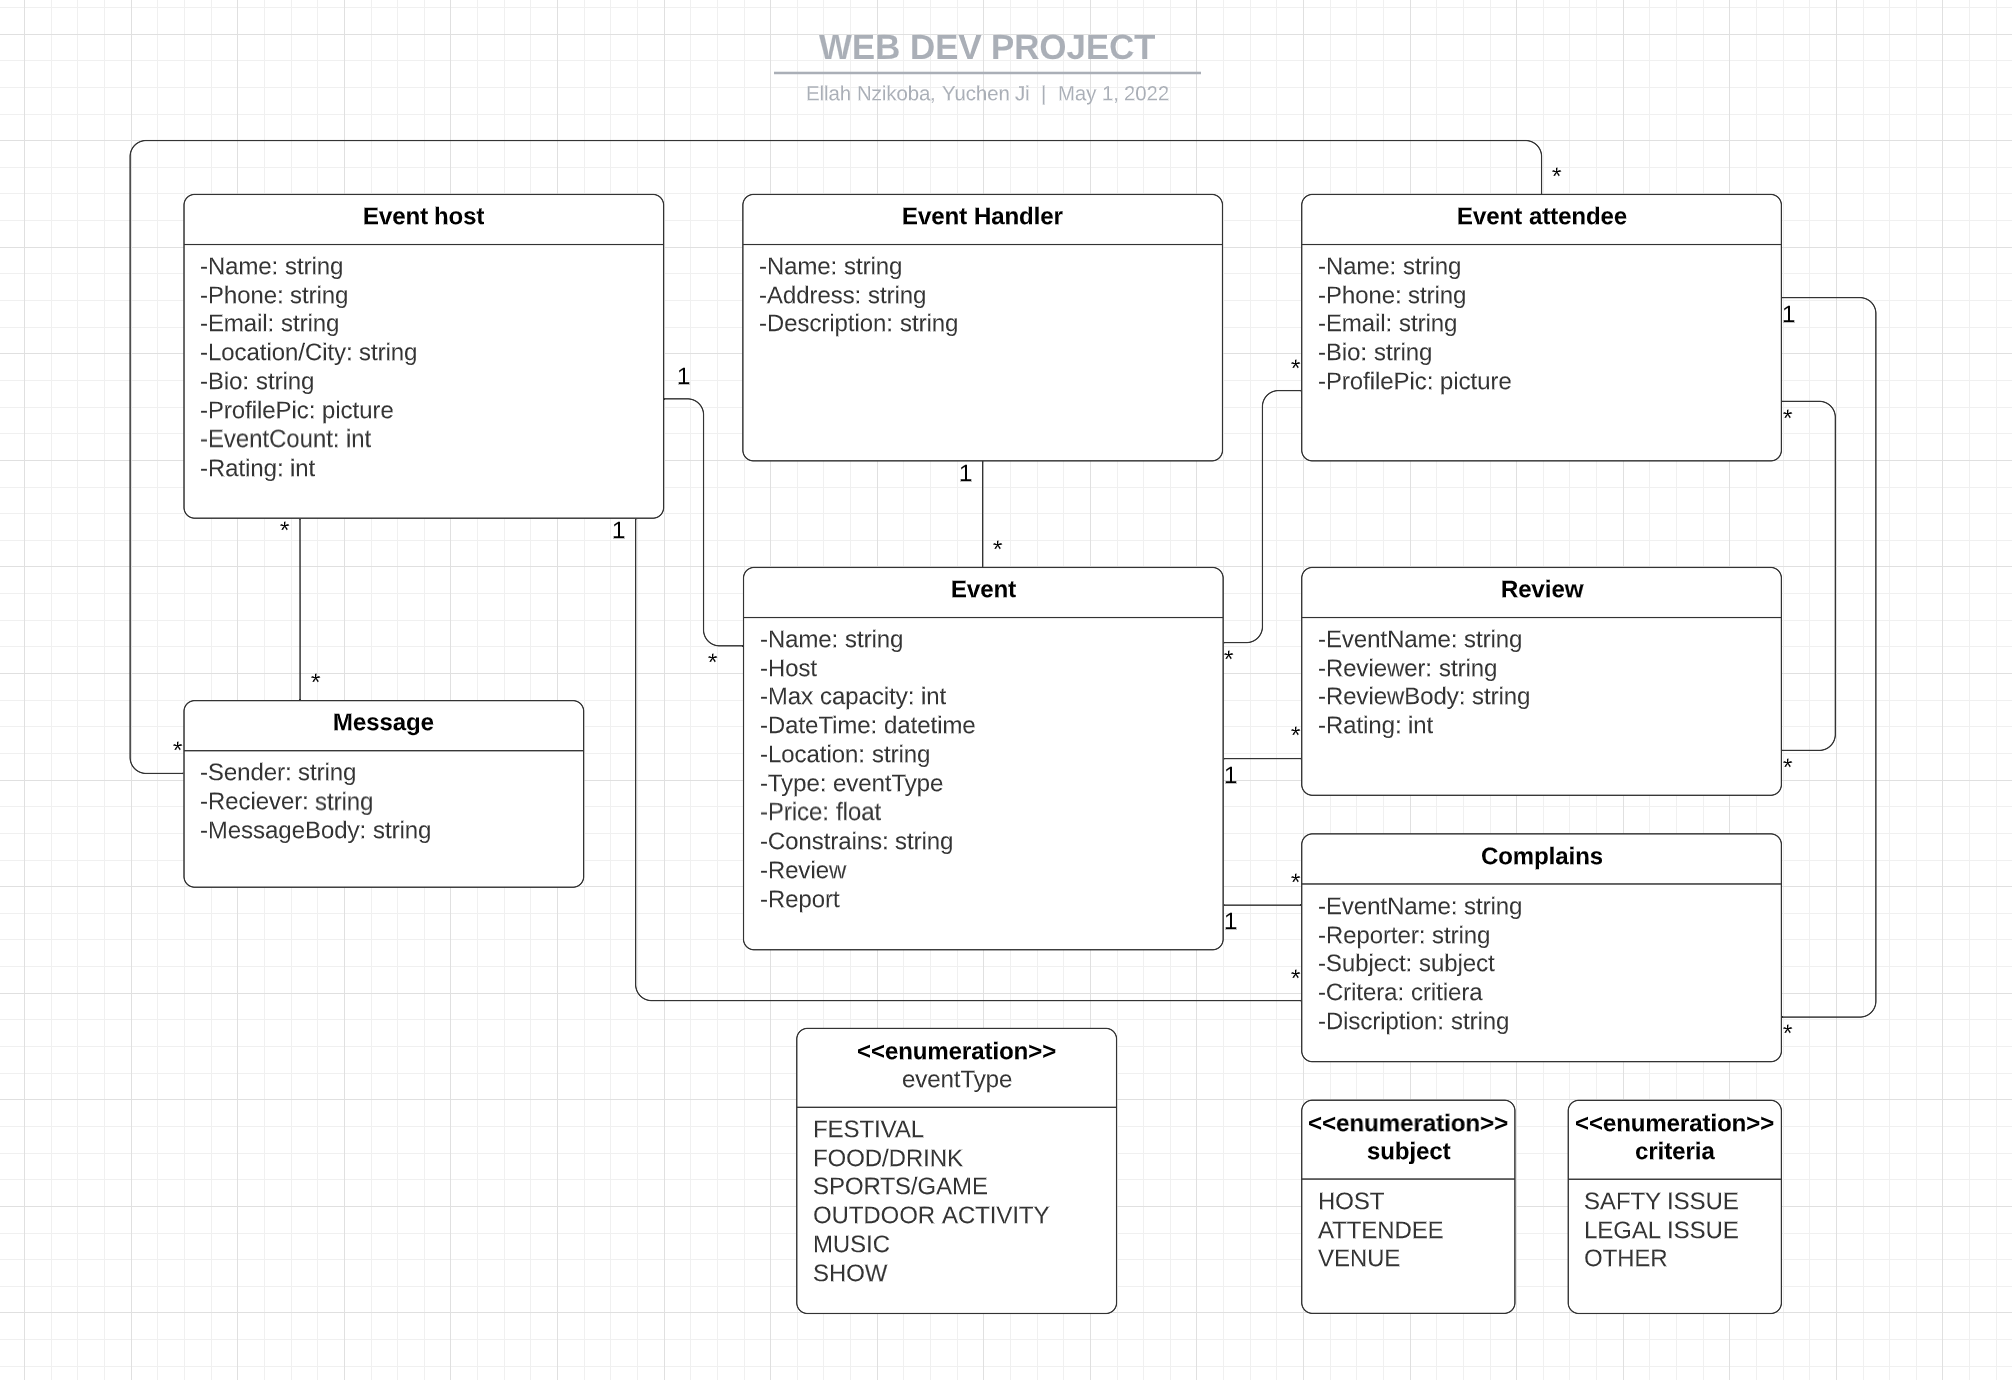 WEB DEV PROJECT
Ellah Nzikoba, Yuchen Ji | May 1, 2022
*
Event host
-Name: string
-Phone: string
-Email: string
-Location/City: string
-Bio: string
-ProfilePic: picture
-EventCount: int
-Rating: int
1
*
1
Event Handler
-Name: string
-Address: string
-Description: string
1
*
Event attendee
-Name: string
-Phone: string
-Email: string
-Bio: string
-ProfilePic: picture
*
1
*
*
*
Message
-Sender: string
-Reciever: string
-MessageBody: string
*
Event
-Name: string
-Host
-Max capacity: int
-DateTime: datetime
-Location: string
-Type: eventType
-Price: float
-Constrains: string
-Review
-Report
*
*
1
Review
-EventName: string
-Reviewer: string
-ReviewBody: string
-Rating: int
*
*
1
*
Complains
-EventName: string
-Reporter: string
-Subject: subject
-Critera: critiera
-Discription: string
*
<<enumeration>>
eventType
FESTIVAL
FOOD/DRINK
SPORTS/GAME
OUTDOOR ACTIVITY
MUSIC
SHOW
<<enumeration>>
subject
HOST
ATTENDEE
VENUE
<<enumeration>>
criteria
SAFTY ISSUE
LEGAL ISSUE
OTHER